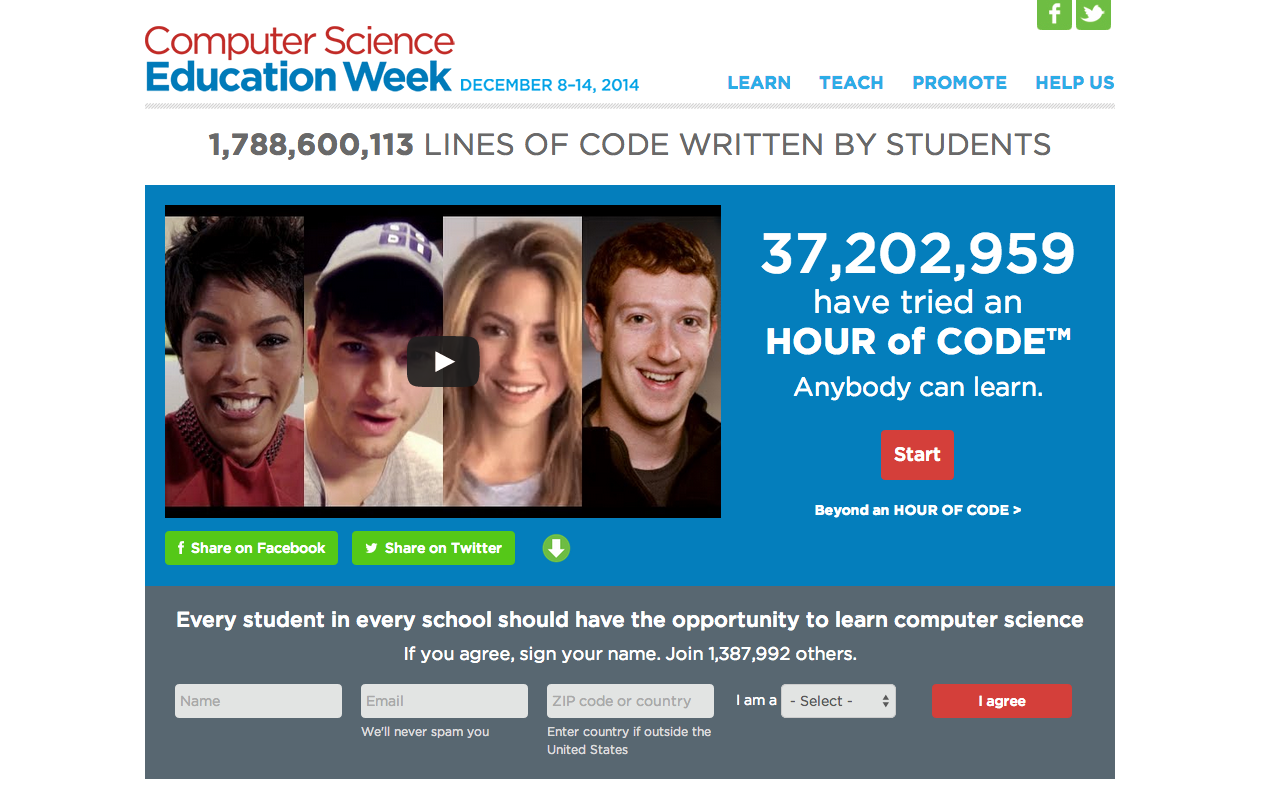 Computer Science
Education Week DECEMBER 8–14, 2014
LEARN TEACH PROMOTE HELP US
1,788,600,113 LINES OF CODE WRITTEN BY STUDENTS
37,202,959
have tried an
HOUR of CODE™
Anybody can learn.
Start
Beyond an HOUR OF CODE >
Share on Facebook
Share on Twitter
Every student in every school should have the opportunity to learn computer science
If you agree, sign your name. Join 1,387,992 others.
Name
Email
ZIP code or country
I am a
- Select -
I agree
We'll never spam you
Enter country if outside the
United States